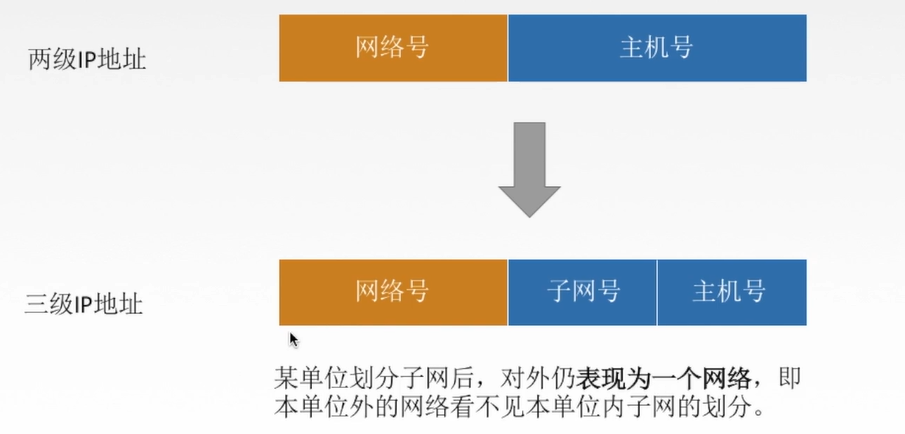 两级IP地址
网络号
主机号
三级IP地址
网络号
子网号
主机号
某单位划分子网后，对外仍表现为一个网络，即
本单位外的网络看不见本单位内子网的划分。